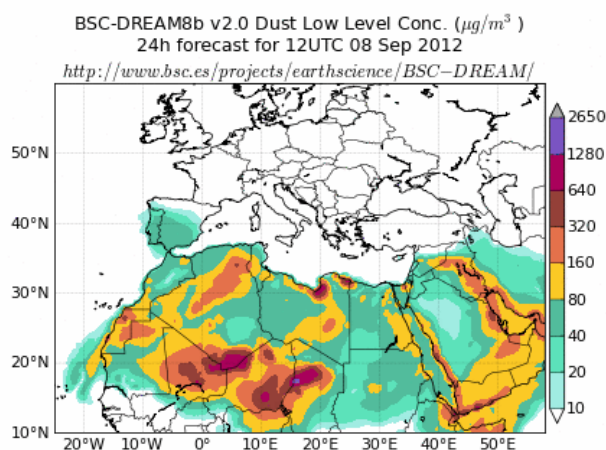 BSC-DREAM8b v2.0 Dust Low Level Conc. (μg/m³ )
24h forecast for 12UTC 08 Sep 2012
http://www.bsc.es/projects/earthscience/BSC−DREAM/
50°N
40°N
30°N
20°N
10°N
20°W
10°W
0°
10°E
20°E
30°E
40°E
50°E
2650
1280
640
320
160
80
40
20
10